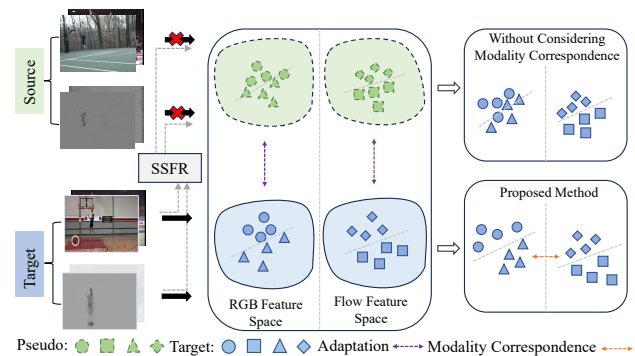 Source
SSFR
Target
RGB Feature
Space
Flow Feature
Space
Without Considering
Modality Correspondence
Proposed Method
Pseudo: Target: Adaptation Modality Correspondence